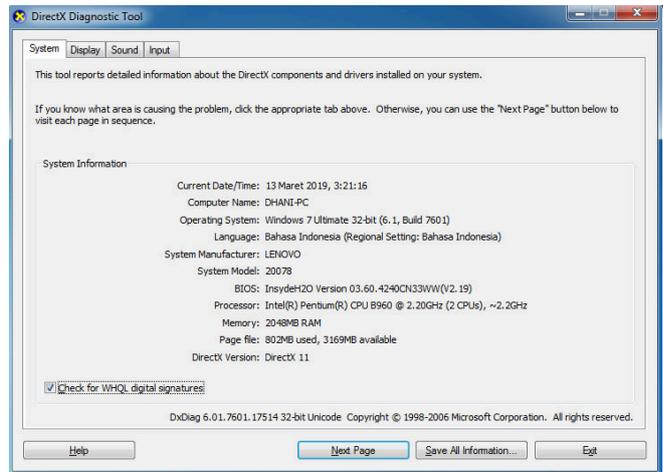 DirectX Diagnostic Tool
System Display Sound Input
This tool reports detailed information about the DirectX components and drivers installed on your system.
If you know what area is causing the problem, click the appropriate tab above.  Otherwise, you can use the "Next Page" button below to
visit each page in sequence.
System Information
Current Date/Time: 13 Maret 2019, 3:21:16
Computer Name: DHANI-PC
Operating System: Windows 7 Ultimate 32-bit (6.1, Build 7601)
Language: Bahasa Indonesia (Regional Setting: Bahasa Indonesia)
System Manufacturer: LENOVO
System Model: 20078
BIOS: InsydeH2O Version 03.60.4240CN33WW(V2.19)
Processor: Intel(R) Pentium(R) CPU B960 @ 2.20GHz (2 CPUs), ~2.2GHz
Memory: 2048MB RAM
Page file: 802MB used, 3169MB available
DirectX Version: DirectX 11
Check for WHQL digital signatures
DxDiag 6.01.7601.17514 32-bit Unicode  Copyright © 1998-2006 Microsoft Corporation.  All rights reserved.
Help Next Page Save All Information... Exit